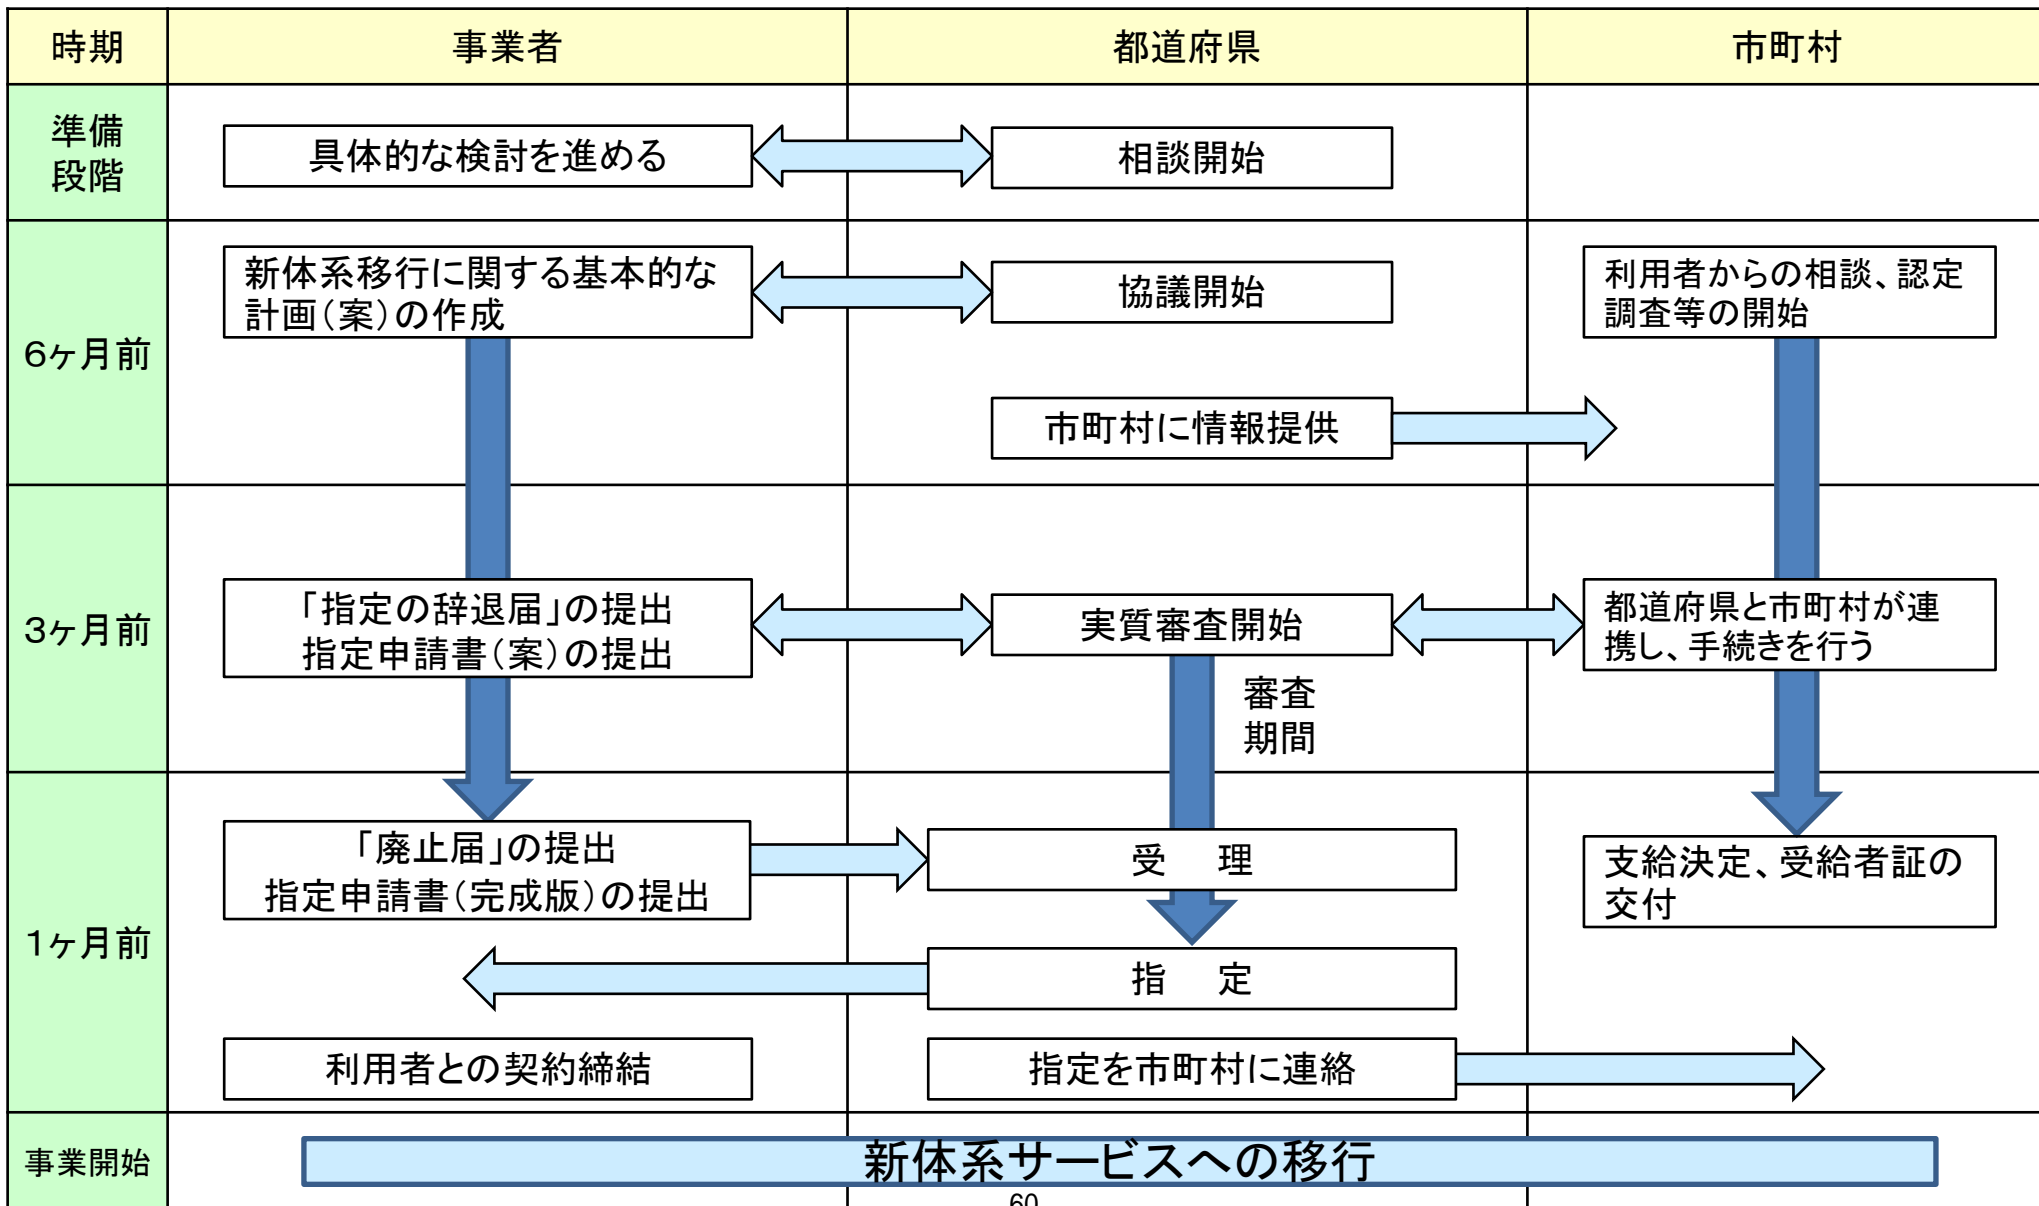 時期
事業者
都道府県
市町村
準備
段階
具体的な検討を進める
相談開始
6ヶ月前
新体系移行に関する基本的な
計画(案)の作成
協議開始
利用者からの相談、認定
調査等の開始
市町村に情報提供
3ヶ月前
「指定の辞退届」の提出
指定申請書(案)の提出
実質審査開始
都道府県と市町村が連
携し、手続きを行う
審査
期間
1ヶ月前
「廃止届」の提出
指定申請書(完成版)の提出
受 理
支給決定、受給者証の
交付
指 定
利用者との契約締結
指定を市町村に連絡
事業開始
新体系サービスへの移行
60